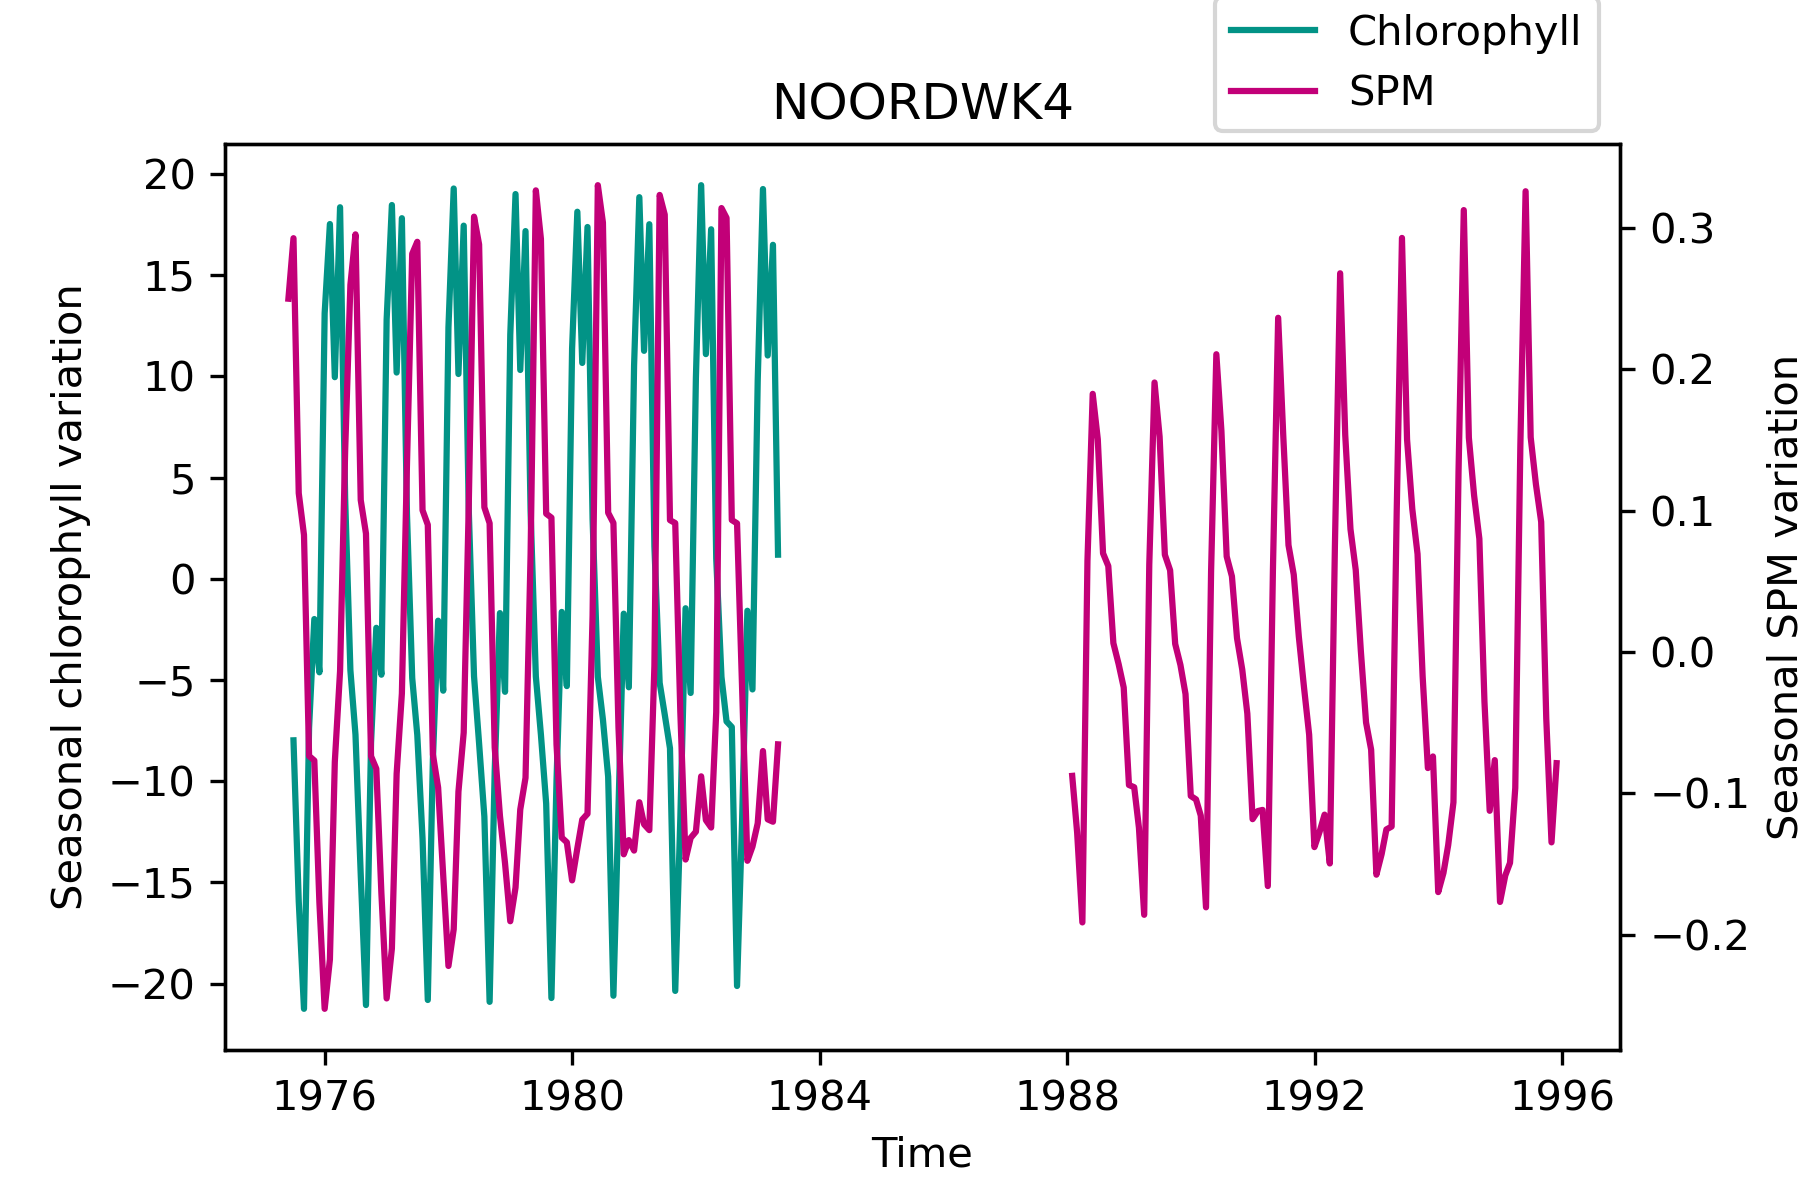 Chlorophyll
SPM
NOORDWK4
20
15
10
5
0
−5
−10
−15
−20
Seasonal chlorophyll variation
0.3
0.2
0.1
0.0
−0.1
−0.2
Seasonal SPM variation
1976 1980 1984 1988 1992 1996
Time